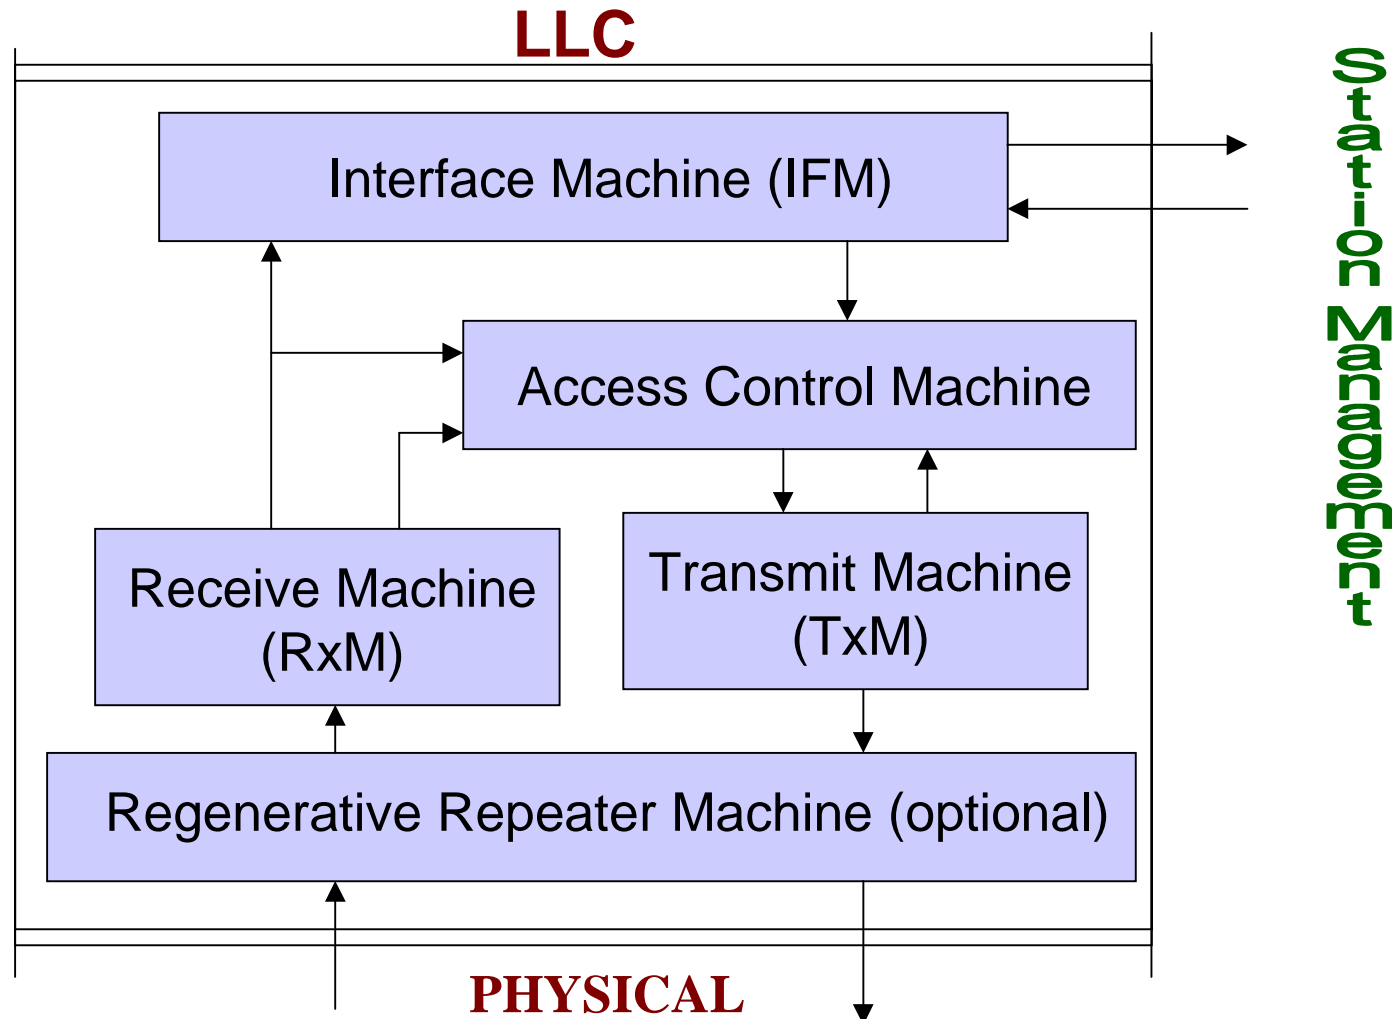 LLC
Interface Machine (IFM)
Access Control Machine
Receive Machine
(RxM)
Transmit Machine
(TxM)
Regenerative Repeater Machine (optional)
PHYSICAL
Station Management